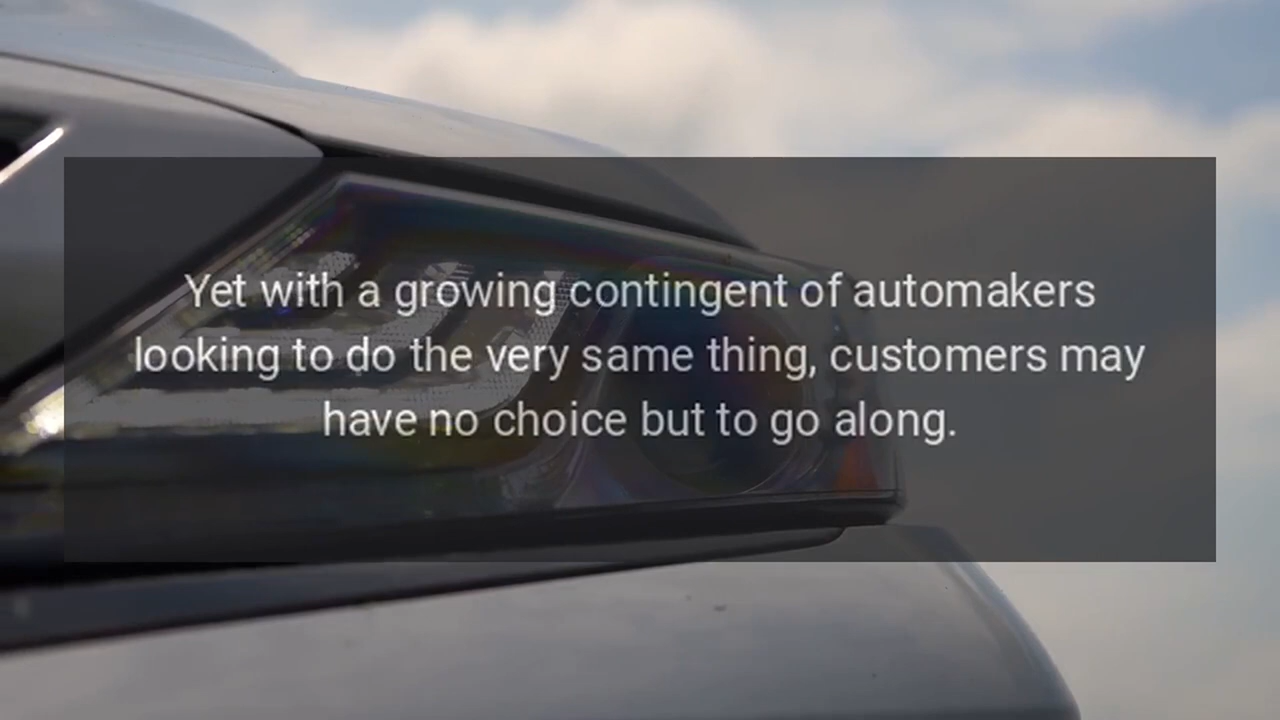 Yet with a growing contingent of automakers
looking to do the very same thing, customers may
have no choice but to go along.